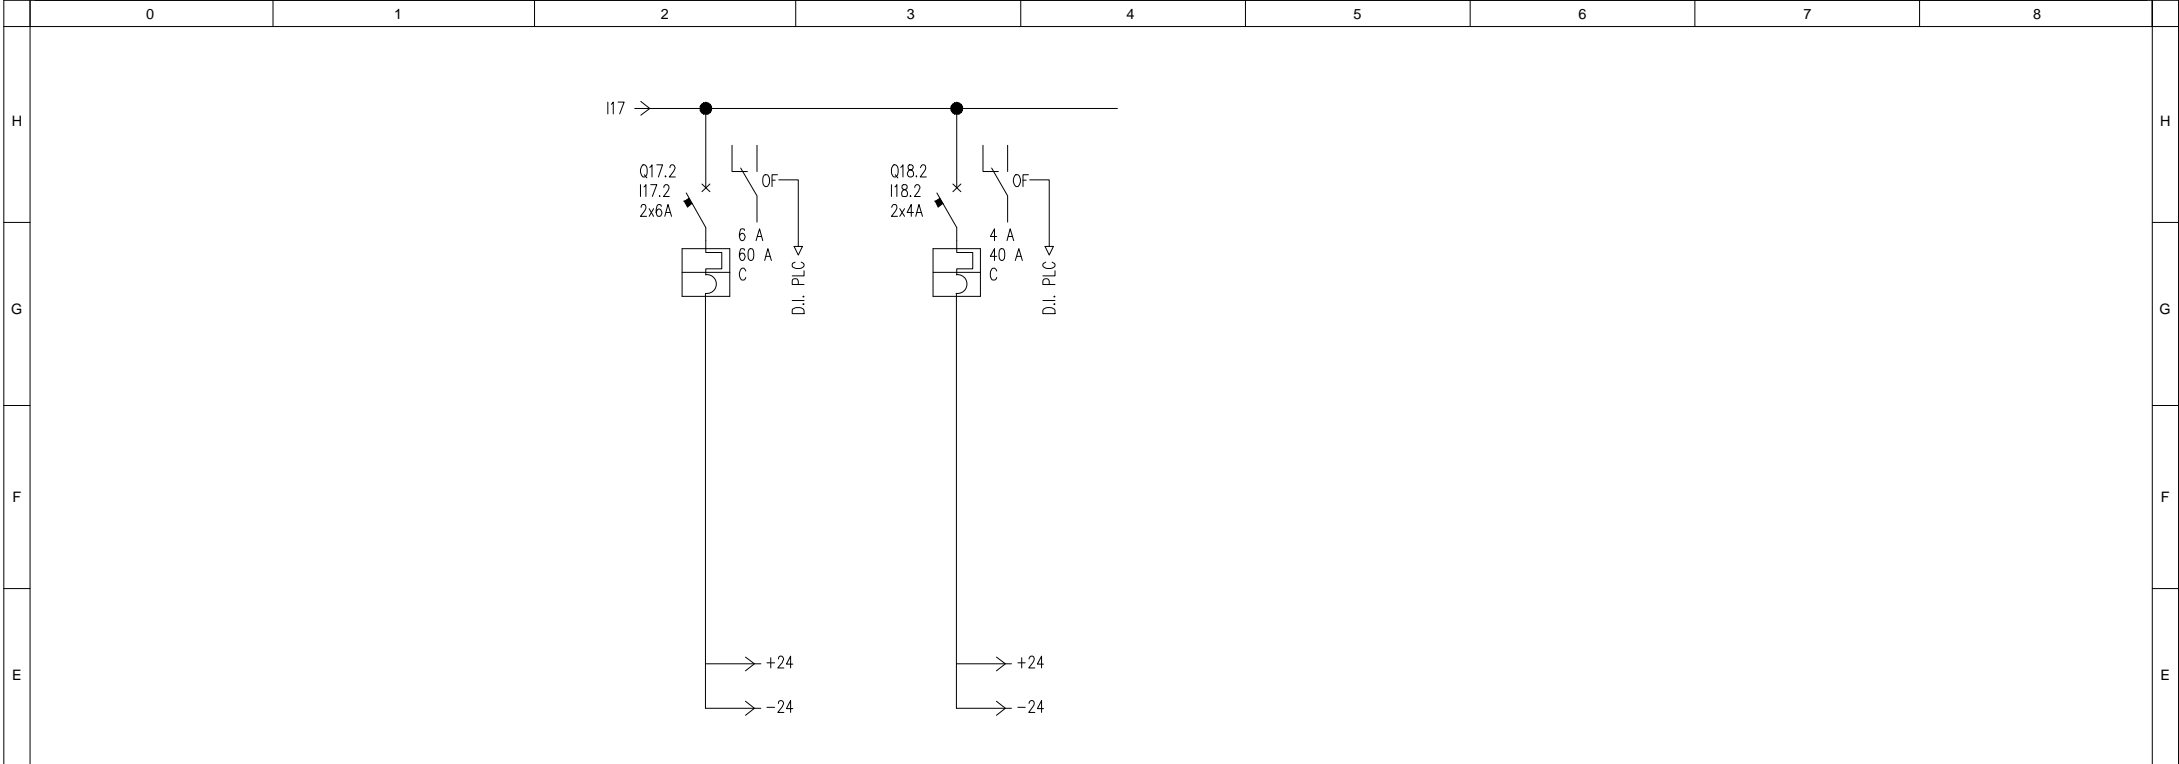 0 1 2 3 4 5 6 7 8
H H
I17
Q17.2
I17.2
2x6A
OF
6 A
60 A
C
D.I. PLC
Q18.2
I18.2
2x4A
OF
4 A
40 A
C
D.I. PLC
G G
F F
E E
+24
-24
+24
-24